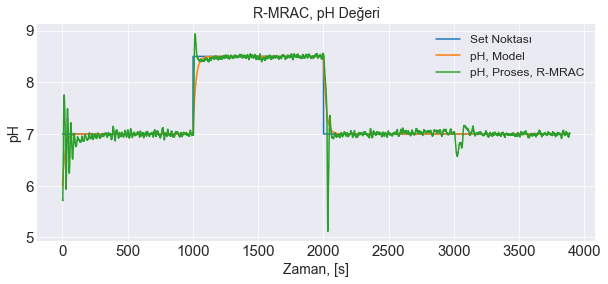 R-MRAC, pH Değeri
Set Noktası
pH, Model
pH, Proses, R-MRAC
pH
9
8
7
6
5
0 500 1000 1500 2000 2500 3000 3500 4000
Zaman, [s]